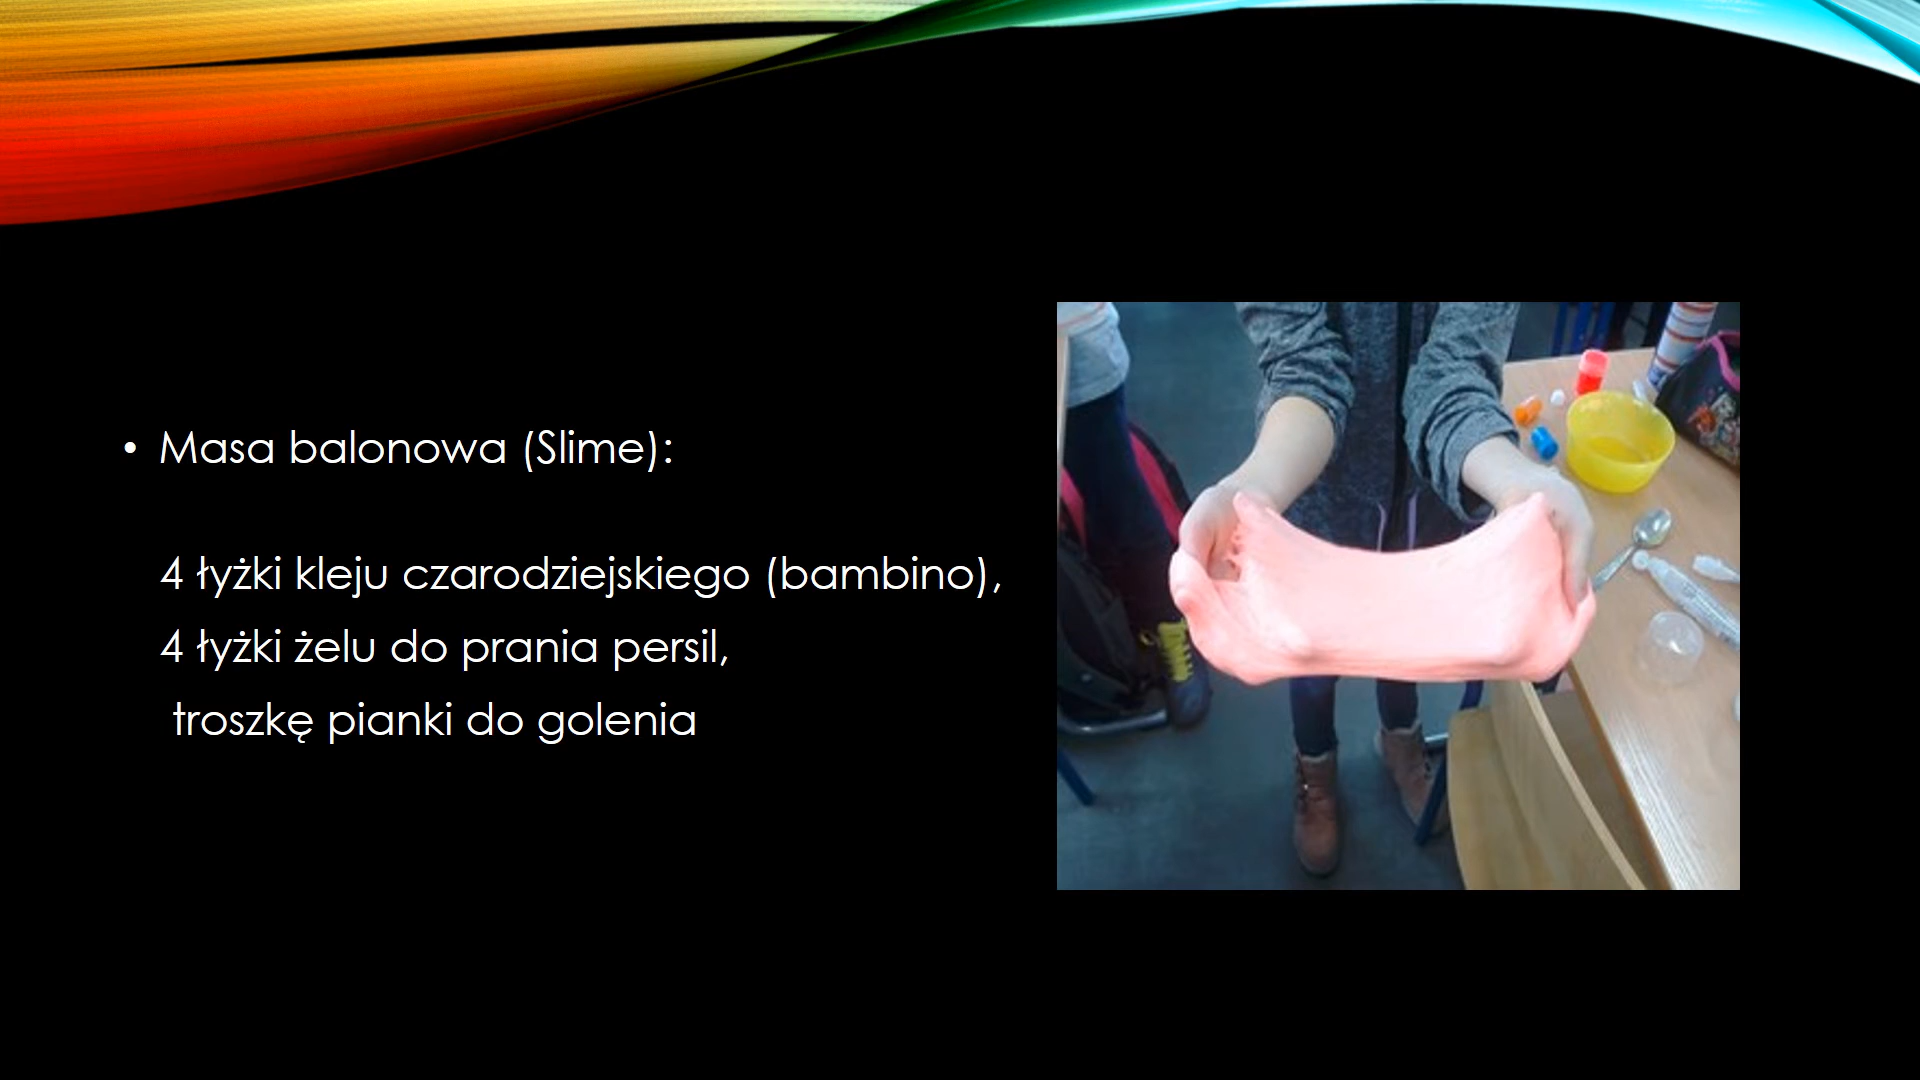 • Masa balonowa (Slime):
4 łyżki kleju czarodziejskiego (bambino),
4 łyżki żelu do prania persil,
troszkę pianki do golenia